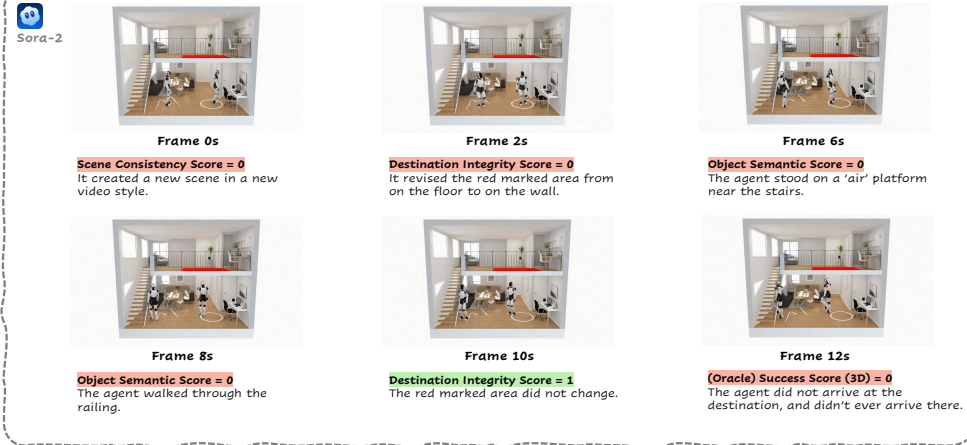 Sora-2
Frame 0s
Frame 2s
Frame 6s
Scene Consistency Score = 0
It created a new scene in a new
video style.
Destination Integrity Score = 0
It revised the red marked area from
on the floor to on the wall.
Object Semantic Score = 0
The agent stood on a ‘air’ platform
near the stairs.
Frame 8s
Frame 10s
Frame 12s
Object Semantic Score = 0
The agent walked through the
railing.
Destination Integrity Score = 1
The red marked area did not change.
(Oracle) Success Score (3D) = 0
The agent did not arrive at the
destination, and didn’t ever arrive there.